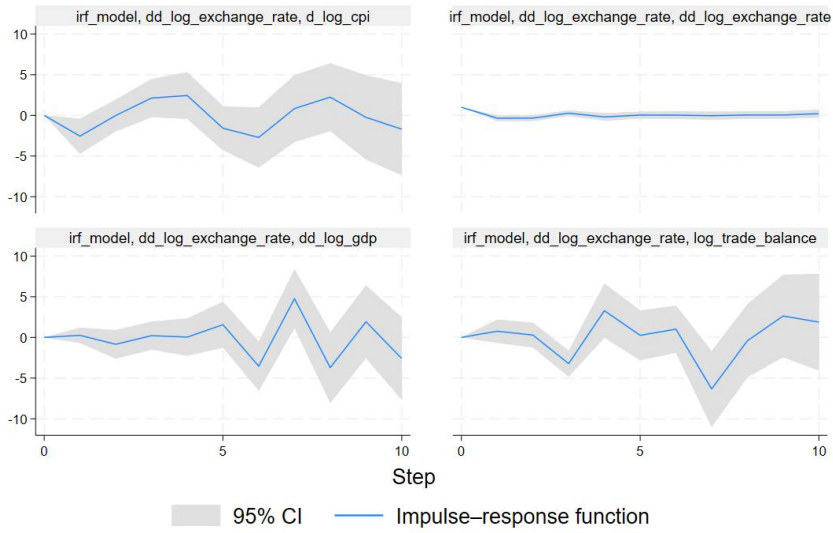 irf_model, dd_log_exchange_rate, d_log_cpi
irf_model, dd_log_exchange_rate, dd_log_exchange_rate
10
5
0
-5
-10
irf_model, dd_log_exchange_rate, dd_log_gdp
irf_model, dd_log_exchange_rate, log_trade_balance
10
5
0
-5
-10
0 5 10
0 5 10
Step
95% CI Impulse–response function